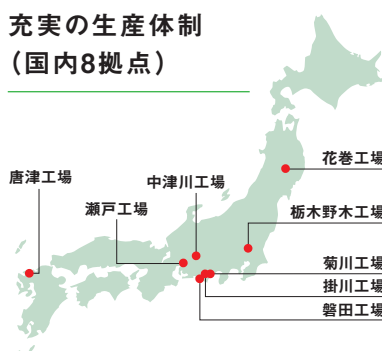 充実の生産体制
（国内8拠点）
花巻工場
唐津工場
中津川工場
瀬戸工場
栃木野木工場
菊川工場
掛川工場
磐田工場